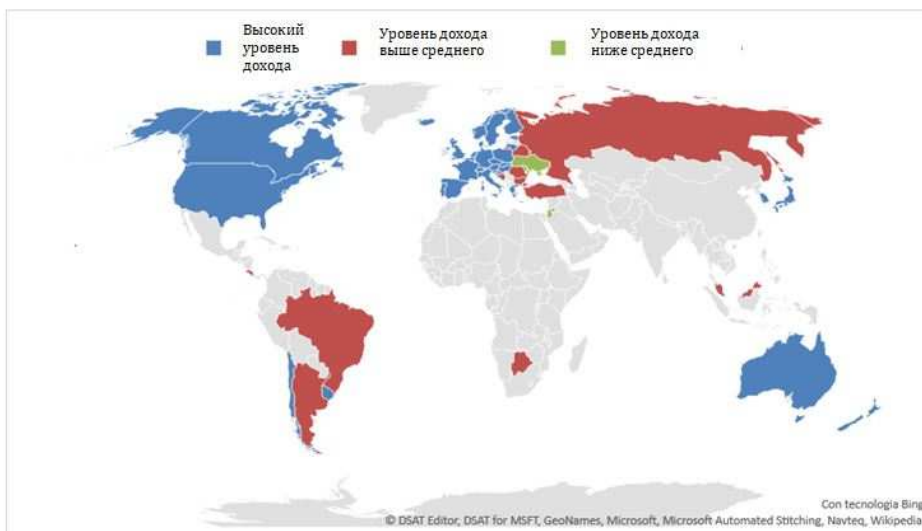 Высокий
уровень
дохода
Уровень дохода
выше среднего
Уровень дохода
ниже среднего
Con tecnologia Bing
© DSAT Editor, DSAT for MSFT, GeoNames, Microsoft, Microsoft Automated Stitching, Navteq, Wikipedia